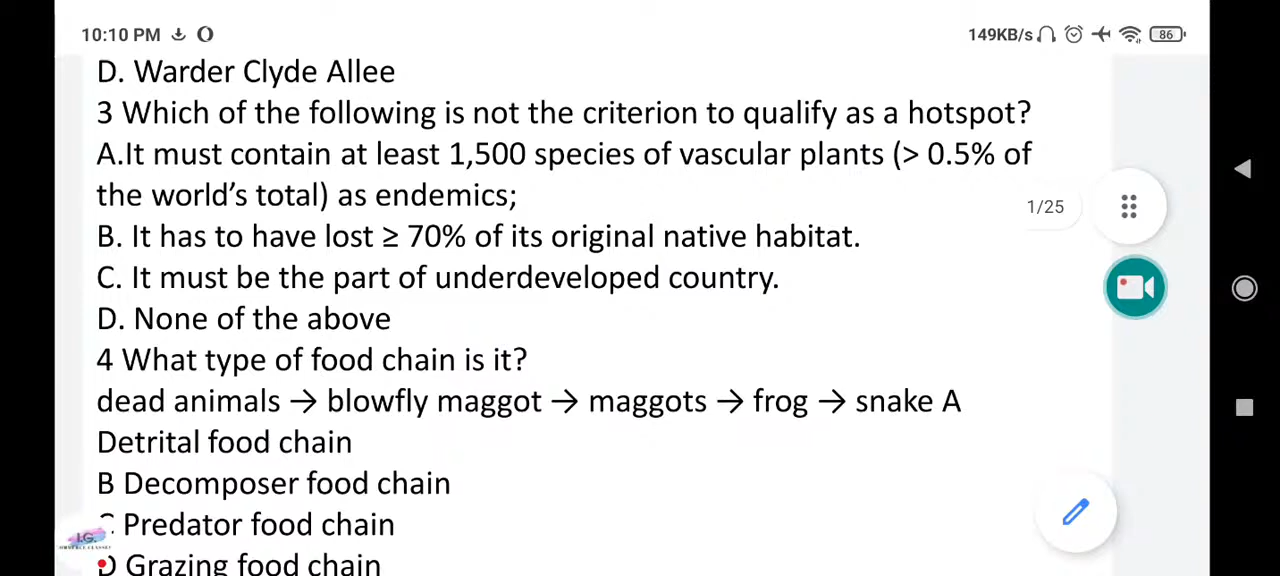 10:10 PM
149KB/s
86
D. Warder Clyde Allee
3 Which of the following is not the criterion to qualify as a hotspot?
A.It must contain at least 1,500 species of vascular plants (> 0.5% of
the world’s total) as endemics;
1/25
B. It has to have lost ≥ 70% of its original native habitat.
C. It must be the part of underdeveloped country.
D. None of the above
4 What type of food chain is it?
dead animals → blowfly maggot → maggots → frog → snake A
Detrital food chain
B Decomposer food chain
C Predator food chain
I.G.
D Grazing food chain